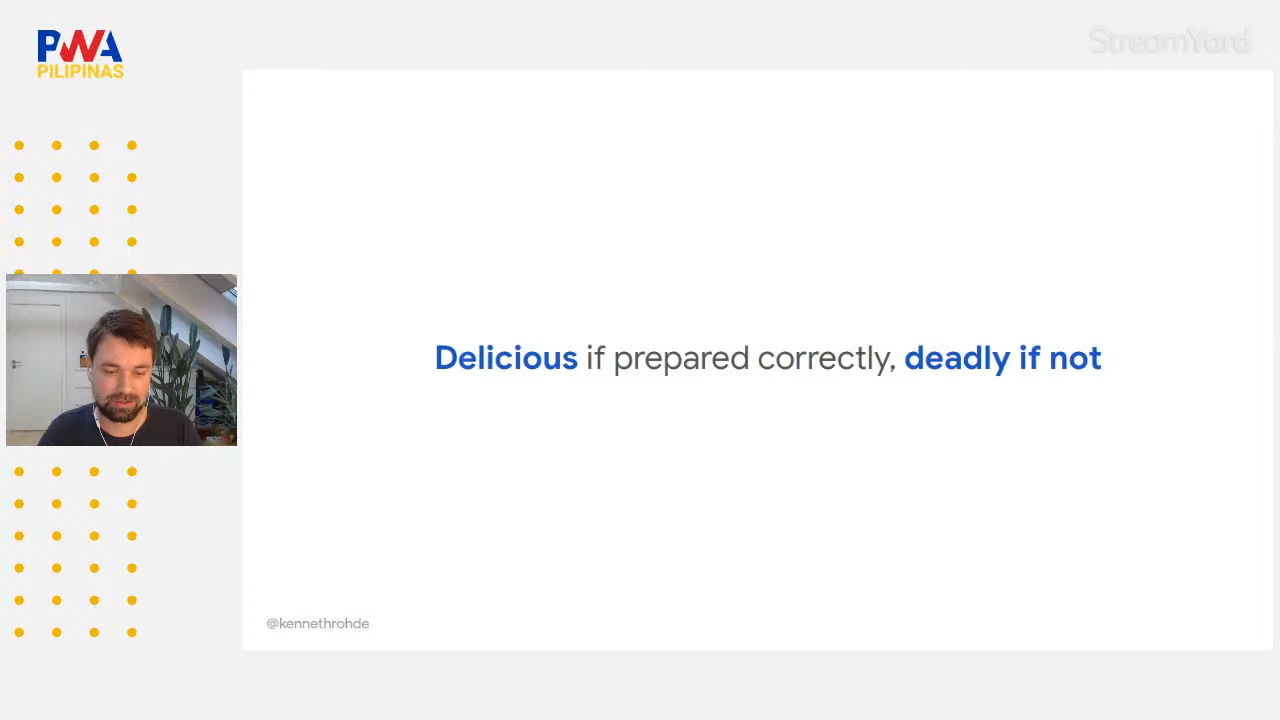 PWA
PILIPINAS
StreamYard
Delicious if prepared correctly, deadly if not
@kennethrohde